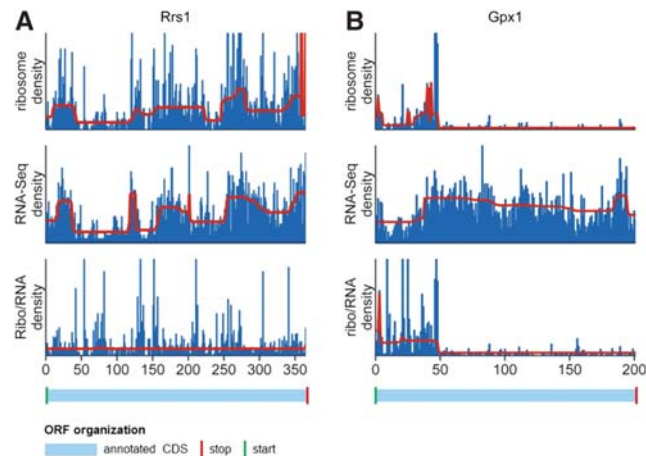 A
Rrs1
B
Gpx1
ribosome
density
ribosome
density
RNA-Seq
density
RNA-Seq
density
Ribo/RNA
density
ribo/RNA
density
0 50 100 150 200 250 300 350
0 50 100 150 200
ORF organization
annotated CDS stop start